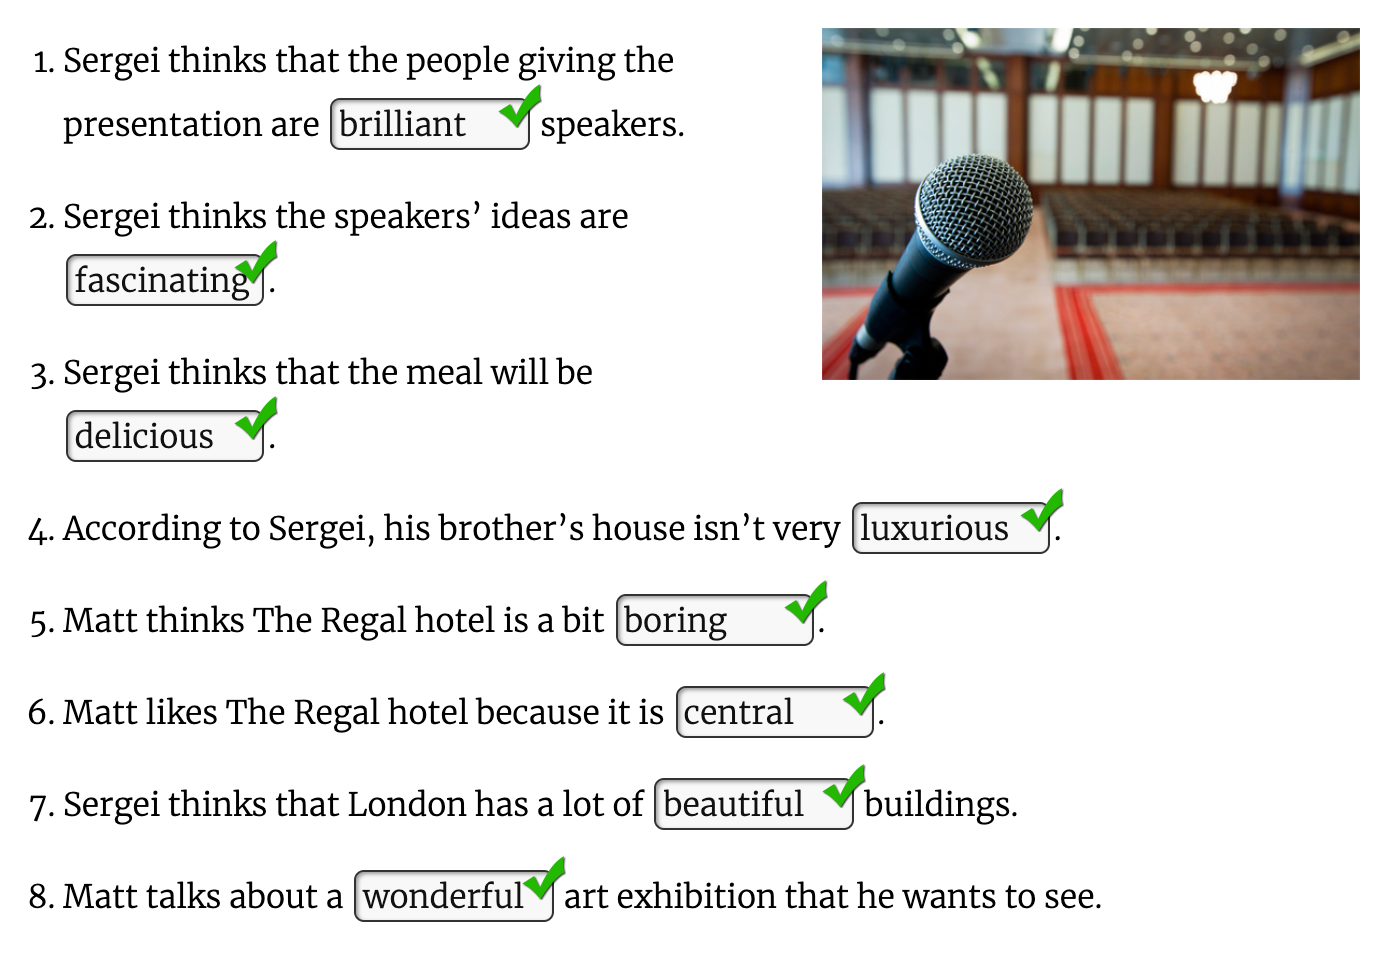 1. Sergei thinks that the people giving the
presentation are brilliant speakers.
2. Sergei thinks the speakers’ ideas are
fascinating.
3. Sergei thinks that the meal will be
delicious.
4. According to Sergei, his brother’s house isn’t very luxurious.
5. Matt thinks The Regal hotel is a bit boring.
6. Matt likes The Regal hotel because it is central.
7. Sergei thinks that London has a lot of beautiful buildings.
8. Matt talks about a wonderful art exhibition that he wants to see.